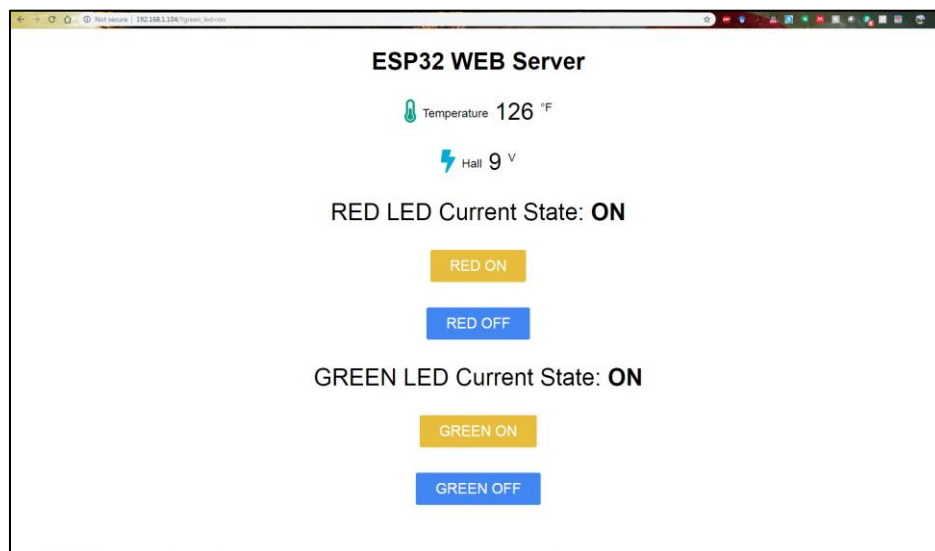 Not secure | 192.168.1.104/?green_led=on
ESP32 WEB Server
Temperature 126 °F
Hall 9 V
RED LED Current State: ON
RED ON
RED OFF
GREEN LED Current State: ON
GREEN ON
GREEN OFF